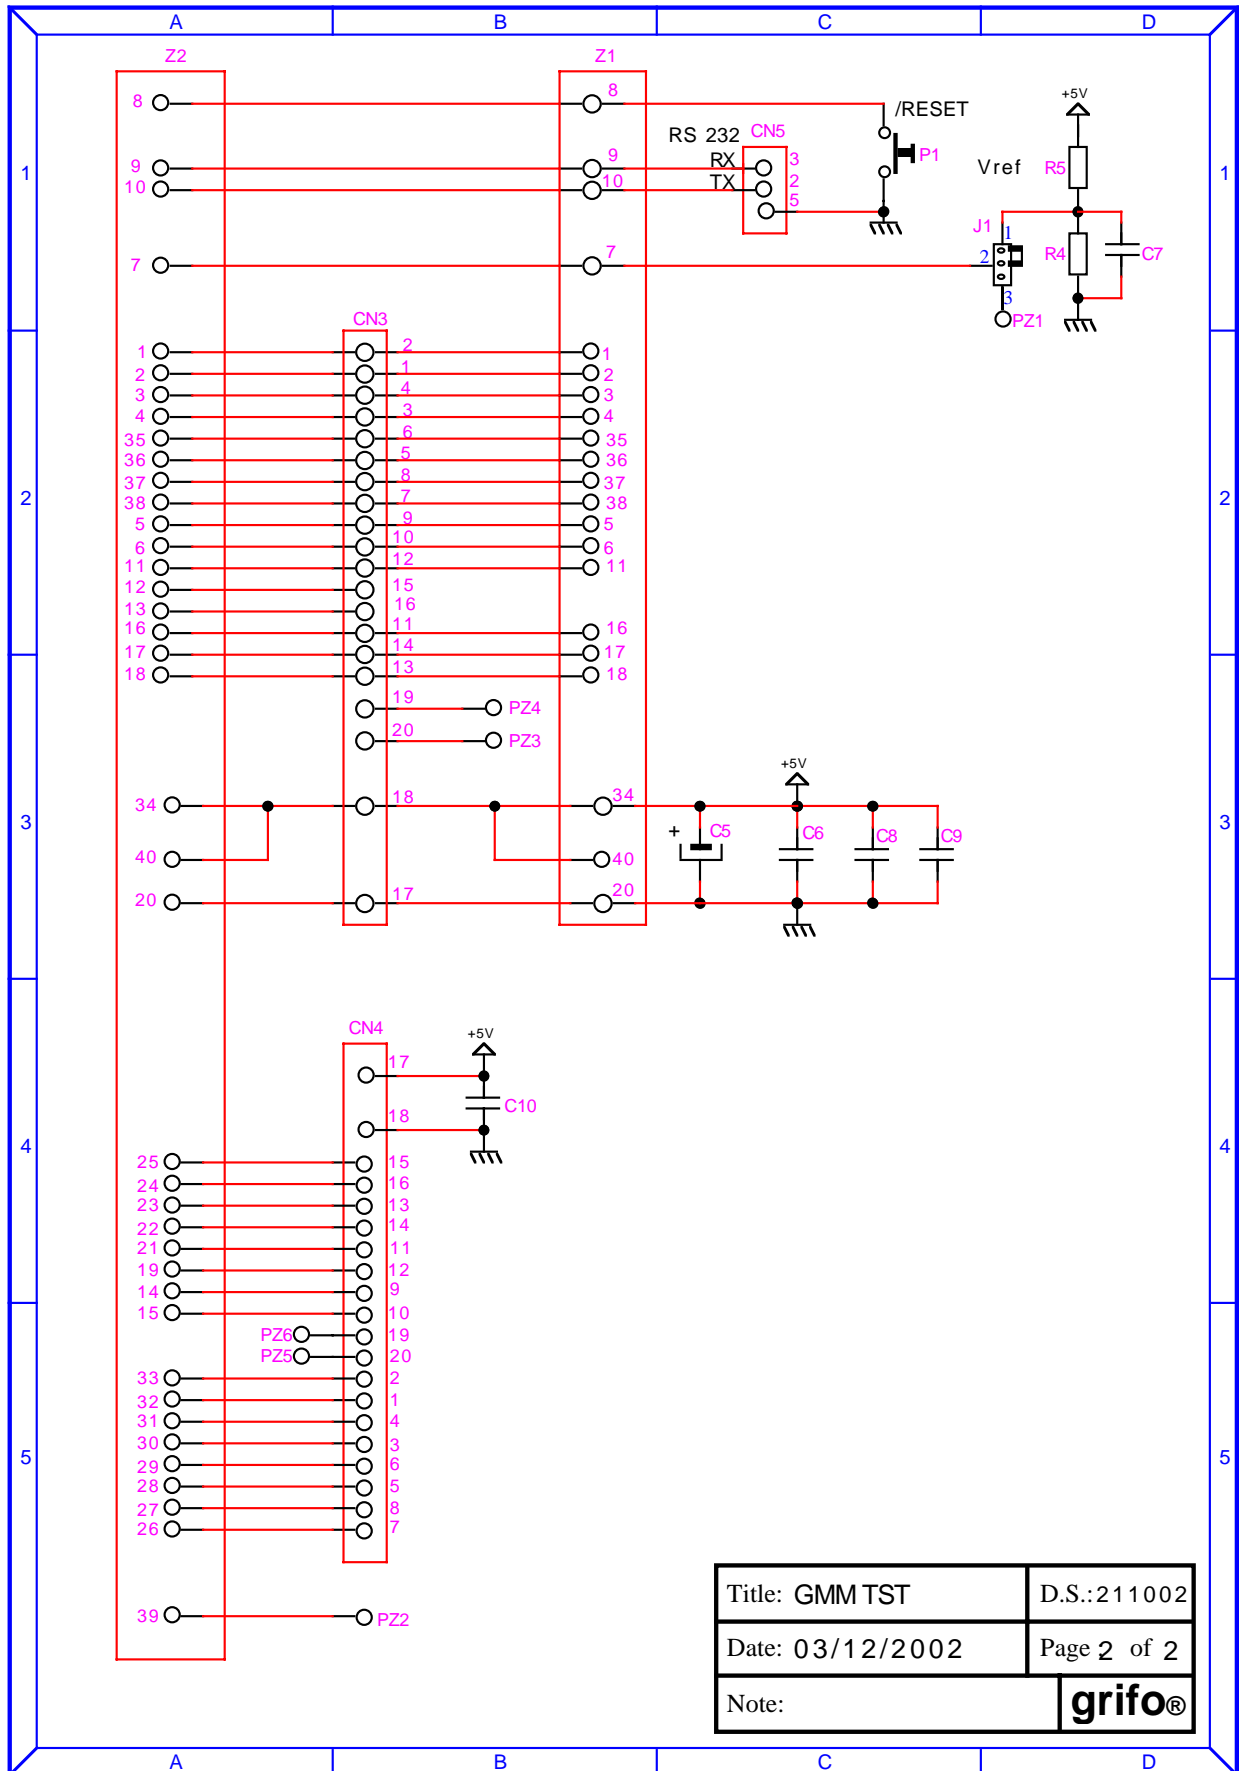 A B C D
Z2 Z1
8 8 /RESET +5V
RS 232 CN5
9 9 RX 3 P1 Vref R5
1 10 10 TX 2 1
5
J1 1
7 7 2 R4 C7
3
PZ1
CN3
1 2 1
2 1 2
3 4 3
4 3 4
35 6 35
36 5 36
37 8 37
2 38 7 38 2
5 9 5
6 10 6
11 12 11
12 15
13 16
16 11 16
17 14 17
18 13 18
19 PZ4
20 PZ3
+5V
34 18 34
3 + C5 C6 C8 C9 3
40 40
20 17 20
CN4 +5V
17
C10
18
4 4
25 15
24 16
23 13
22 14
21 11
19 12
14 9
15 10
PZ6 19
PZ5 20
33 2
32 1
31 4
30 3
5 29 6 5
28 5
27 8
26 7
39 PZ2
Title: GMM TST D.S.:211002
Date: 03/12/2002 Page 2 of 2
Note: grifo®
A B C D